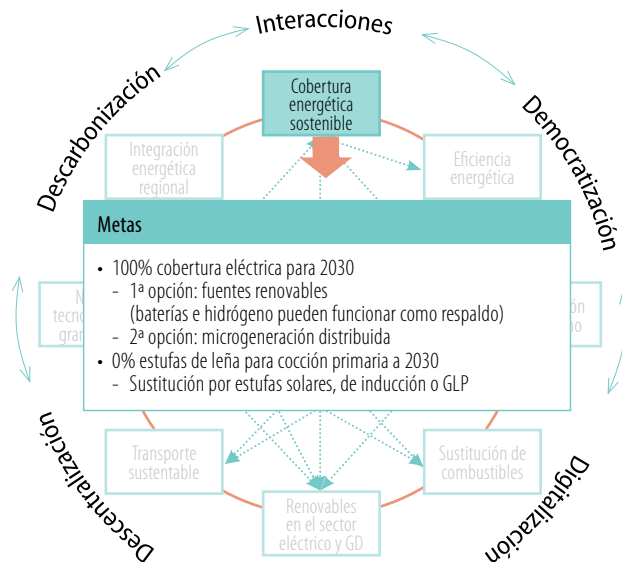 Interacciones
Descarbonización
Democratización
Cobertura
energética
sostenible
Integración
energética
regional
Eficiencia
energética
Metas
• 100% cobertura eléctrica para 2030
- 1ª opción: fuentes renovables
(baterías e hidrógeno pueden funcionar como respaldo)
- 2ª opción: microgeneración distribuida
• 0% estufas de leña para cocción primaria a 2030
- Sustitución por estufas solares, de inducción o GLP
Transporte
sustentable
Sustitución de
combustibles
Renovables
en el sector
eléctrico y GD
Descentralización
Digitalización